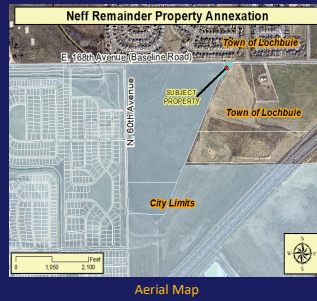 Neff Remainder Property Annexation
Town of Lochbuie
E. 168th Avenue (Baseline Road)
SUBJECT
PROPERTY
N. 60th Avenue
Town of Lochbuie
City Limits
N
W E
S
Feet
0 1,050 2,100
Aerial Map